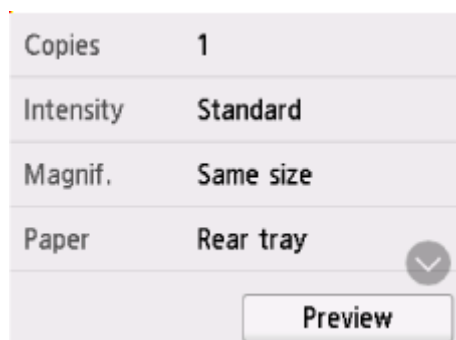 Copies 1
Intensity Standard
Magnif. Same size
Paper Rear tray
Preview